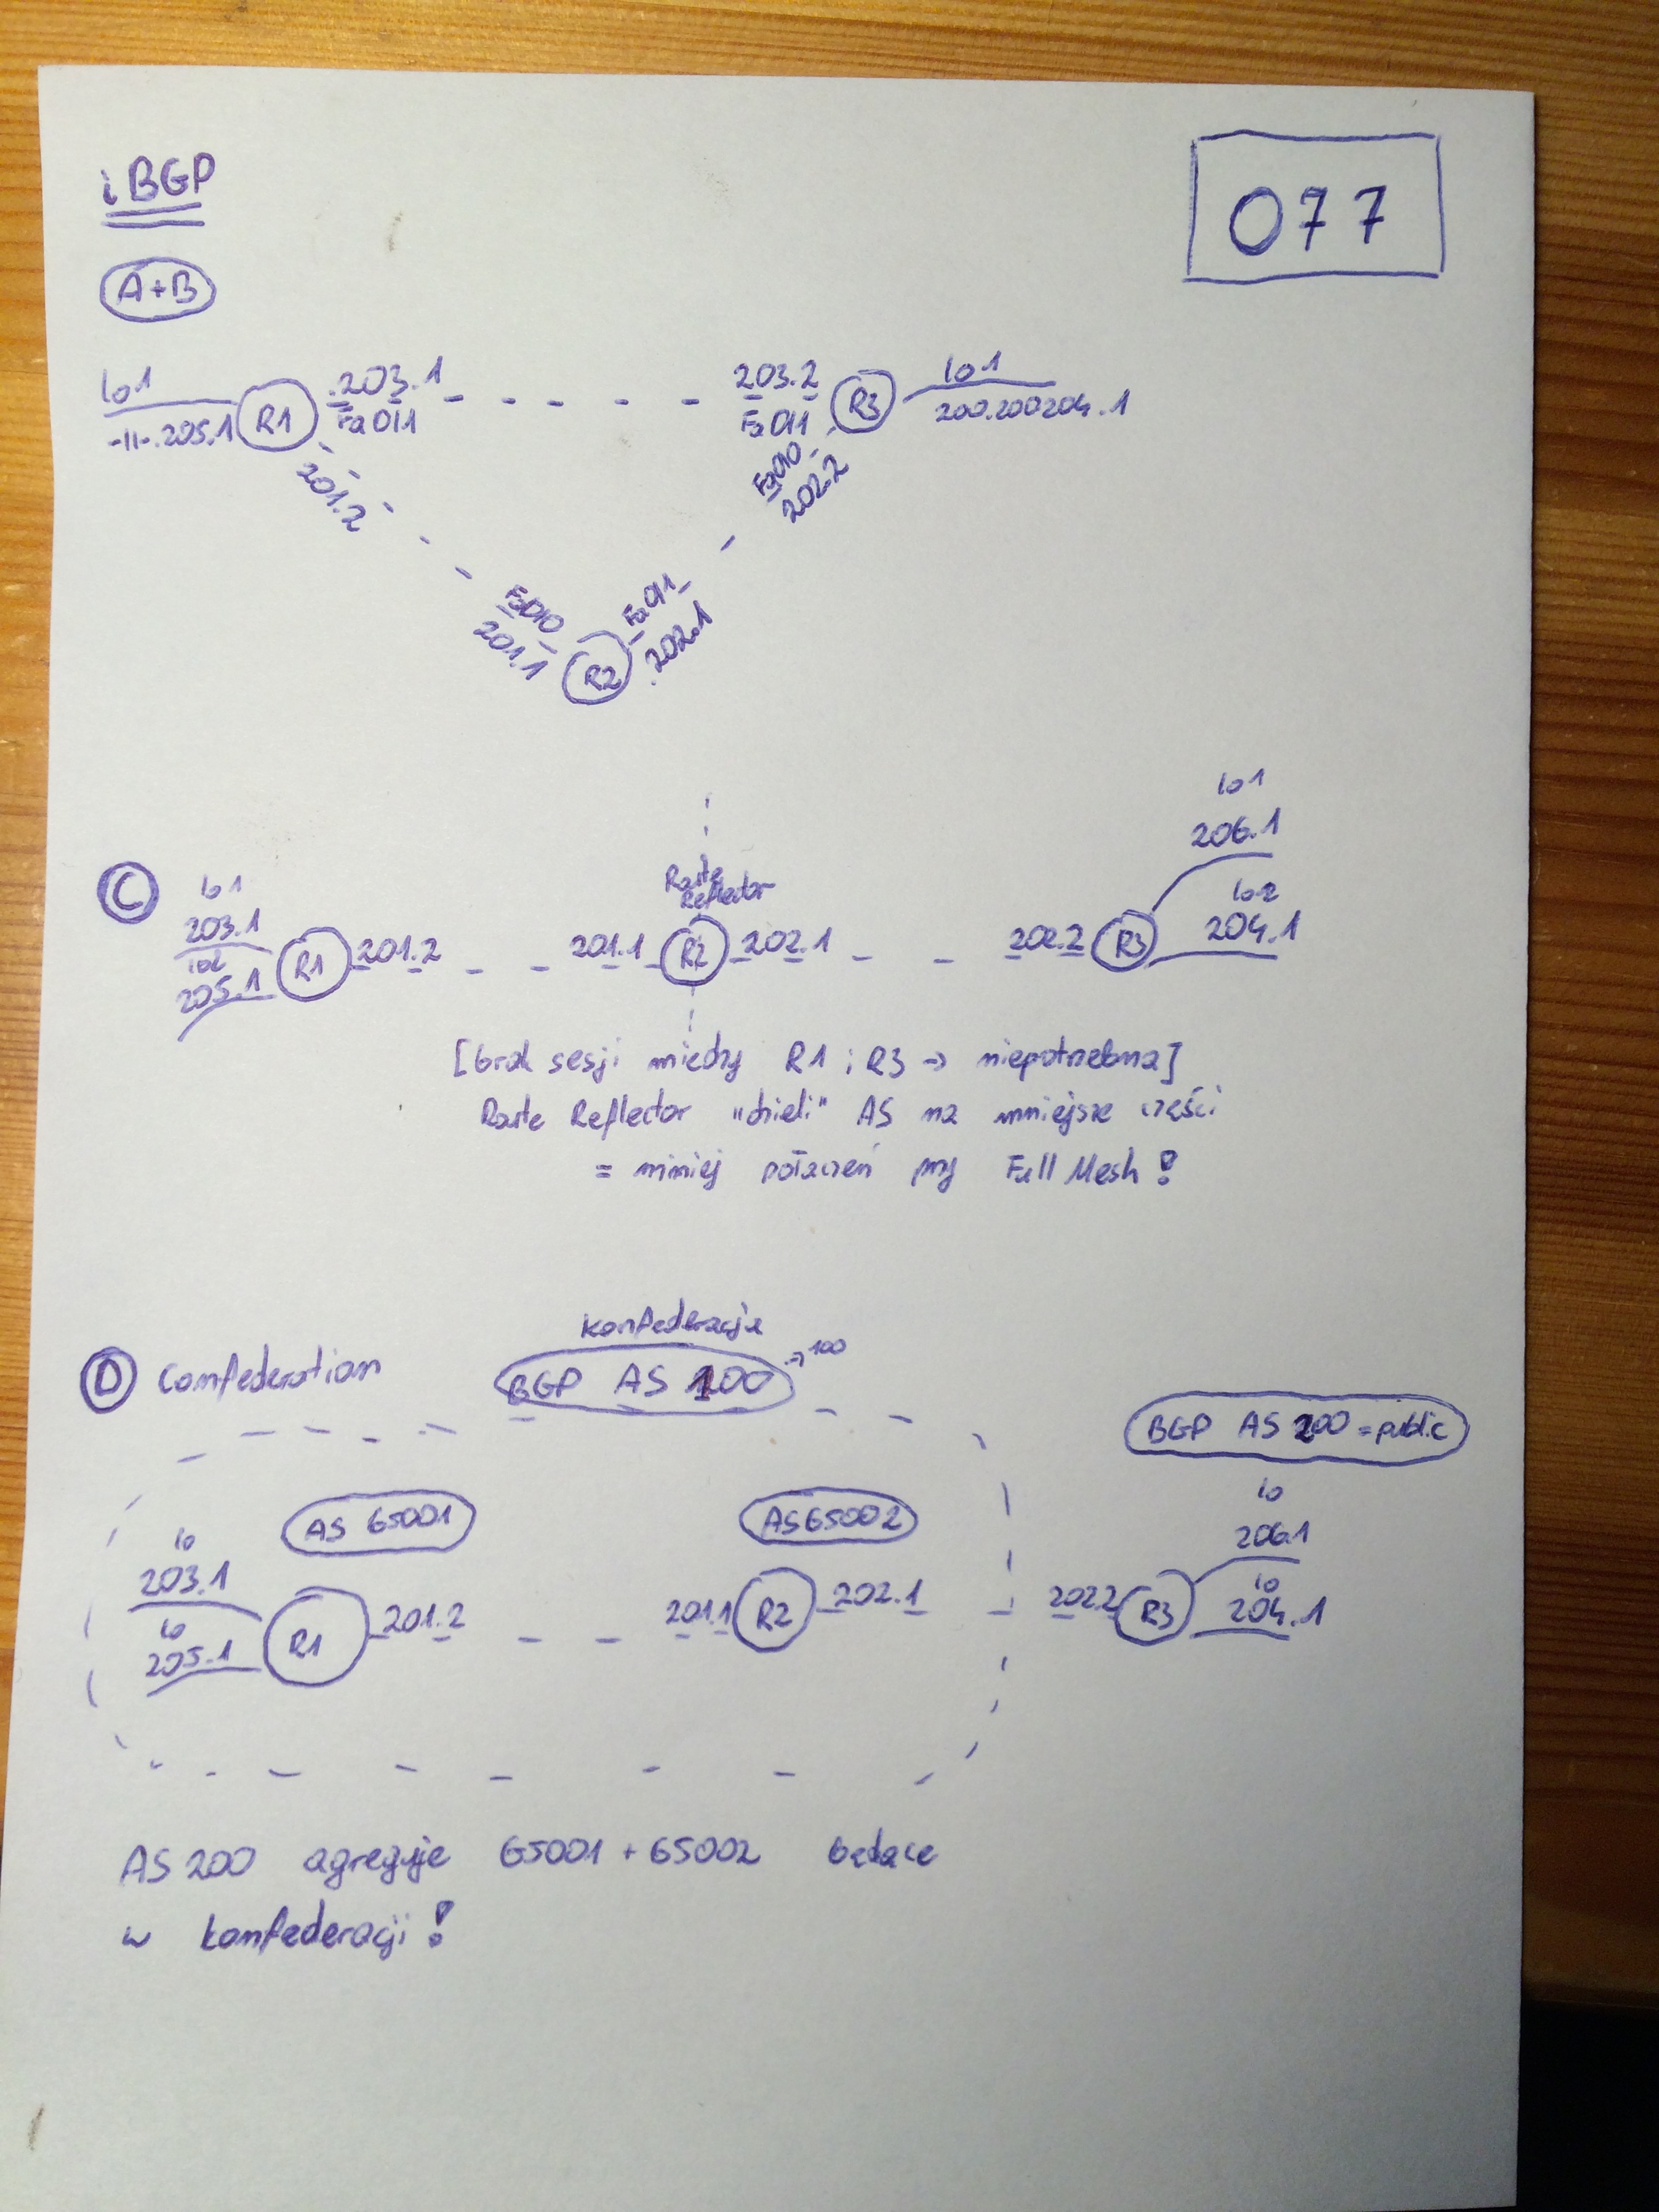 iBGP
077
A+B
lo1
.203.1
203.2
lo1
-11-.205.1
R1
Fa0/1
Fa0/1
R3
200.200204.1
201.2
Fa0/0
202.2
Fa0/0
201.1
Fa0/1
.202.1
R2
lo1
206.1
C
lo1
Route
Reflector
lo2
203.1
204.1
lo2
205.1
R1
201.2
201.1
R2
202.1
202.2
R3
[brak sesji między R1 i R3 → niepotrzebna]
Route Reflector „dzieli" AS na mniejsze części
= mniej połączeń przy Full Mesh!
konfederacja
D Confederation
BGP AS 100
→ 100
BGP AS 200 = public
lo
AS 65001
AS65002
206.1
lo
203.1
lo
204.1
lo
205.1
R1
201.2
201.1
R2
202.1
202.2
R3
AS 200 agreguje 65001 + 65002 będące
w konfederacji!